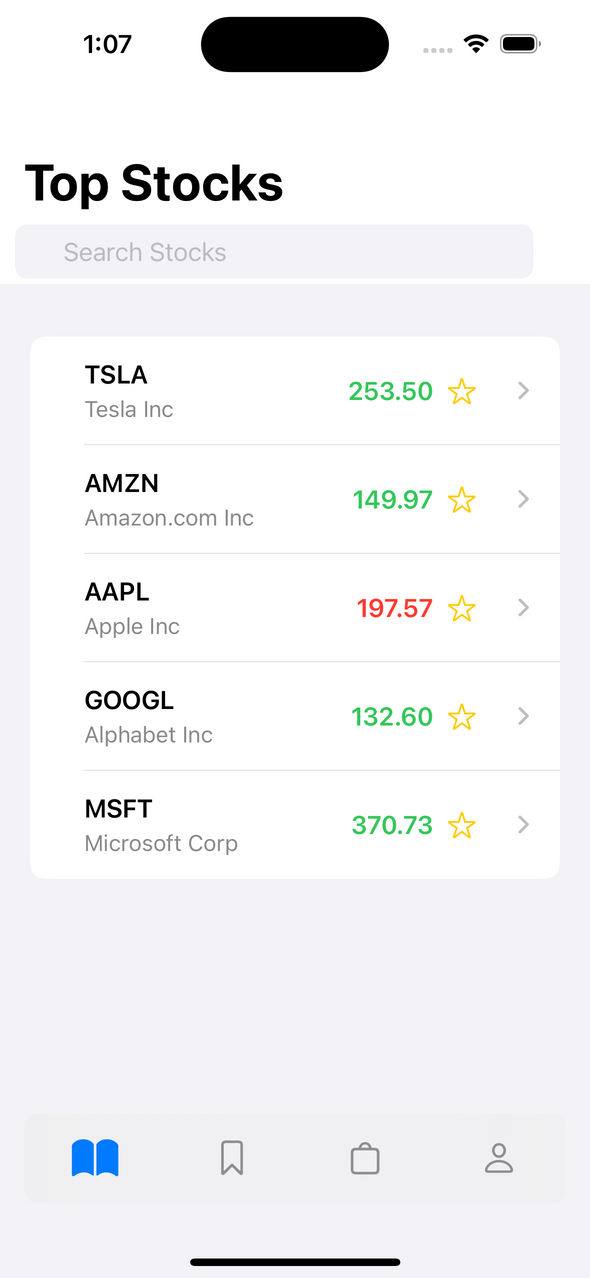 1:07
Top Stocks
Search Stocks
TSLA
253.50
Tesla Inc
AMZN
149.97
Amazon.com Inc
AAPL
197.57
Apple Inc
GOOGL
132.60
Alphabet Inc
MSFT
370.73
Microsoft Corp